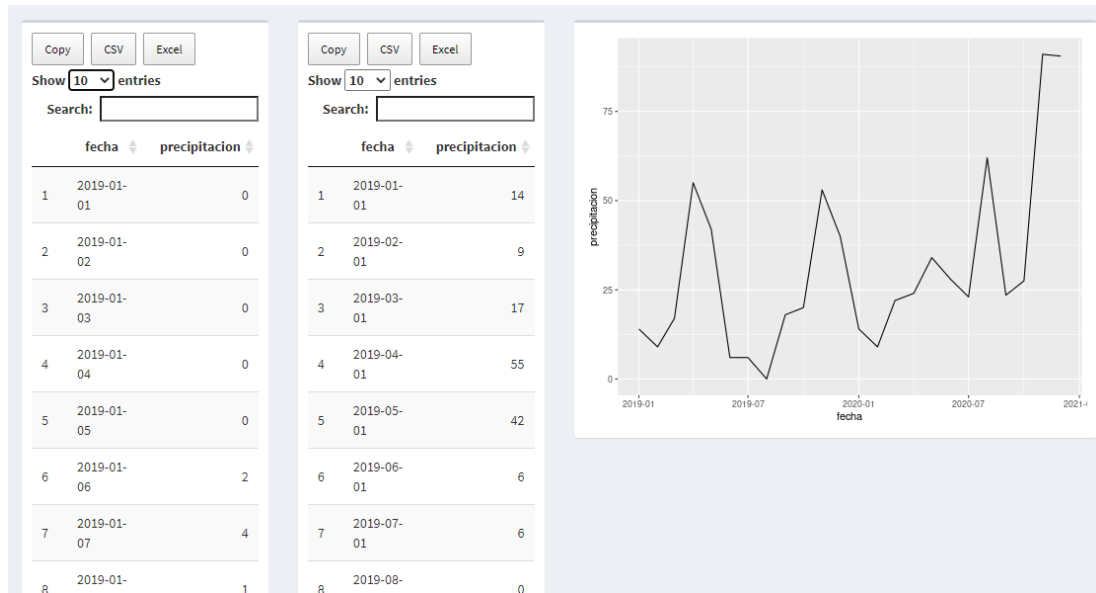 Copy CSV Excel
Show 10 entries
Search:
fecha precipitacion
1 2019-01-01 0
2 2019-01-02 0
3 2019-01-03 0
4 2019-01-04 0
5 2019-01-05 0
6 2019-01-06 2
7 2019-01-07 4
8 2019-01- 1
Copy CSV Excel
Show 10 entries
Search:
fecha precipitacion
1 2019-01-01 14
2 2019-02-01 9
3 2019-03-01 17
4 2019-04-01 55
5 2019-05-01 42
6 2019-06-01 6
7 2019-07-01 6
8 2019-08- 0
precipitacion
75
50
25
0
2019-01 2019-07 2020-01 2020-07 2021-
fecha